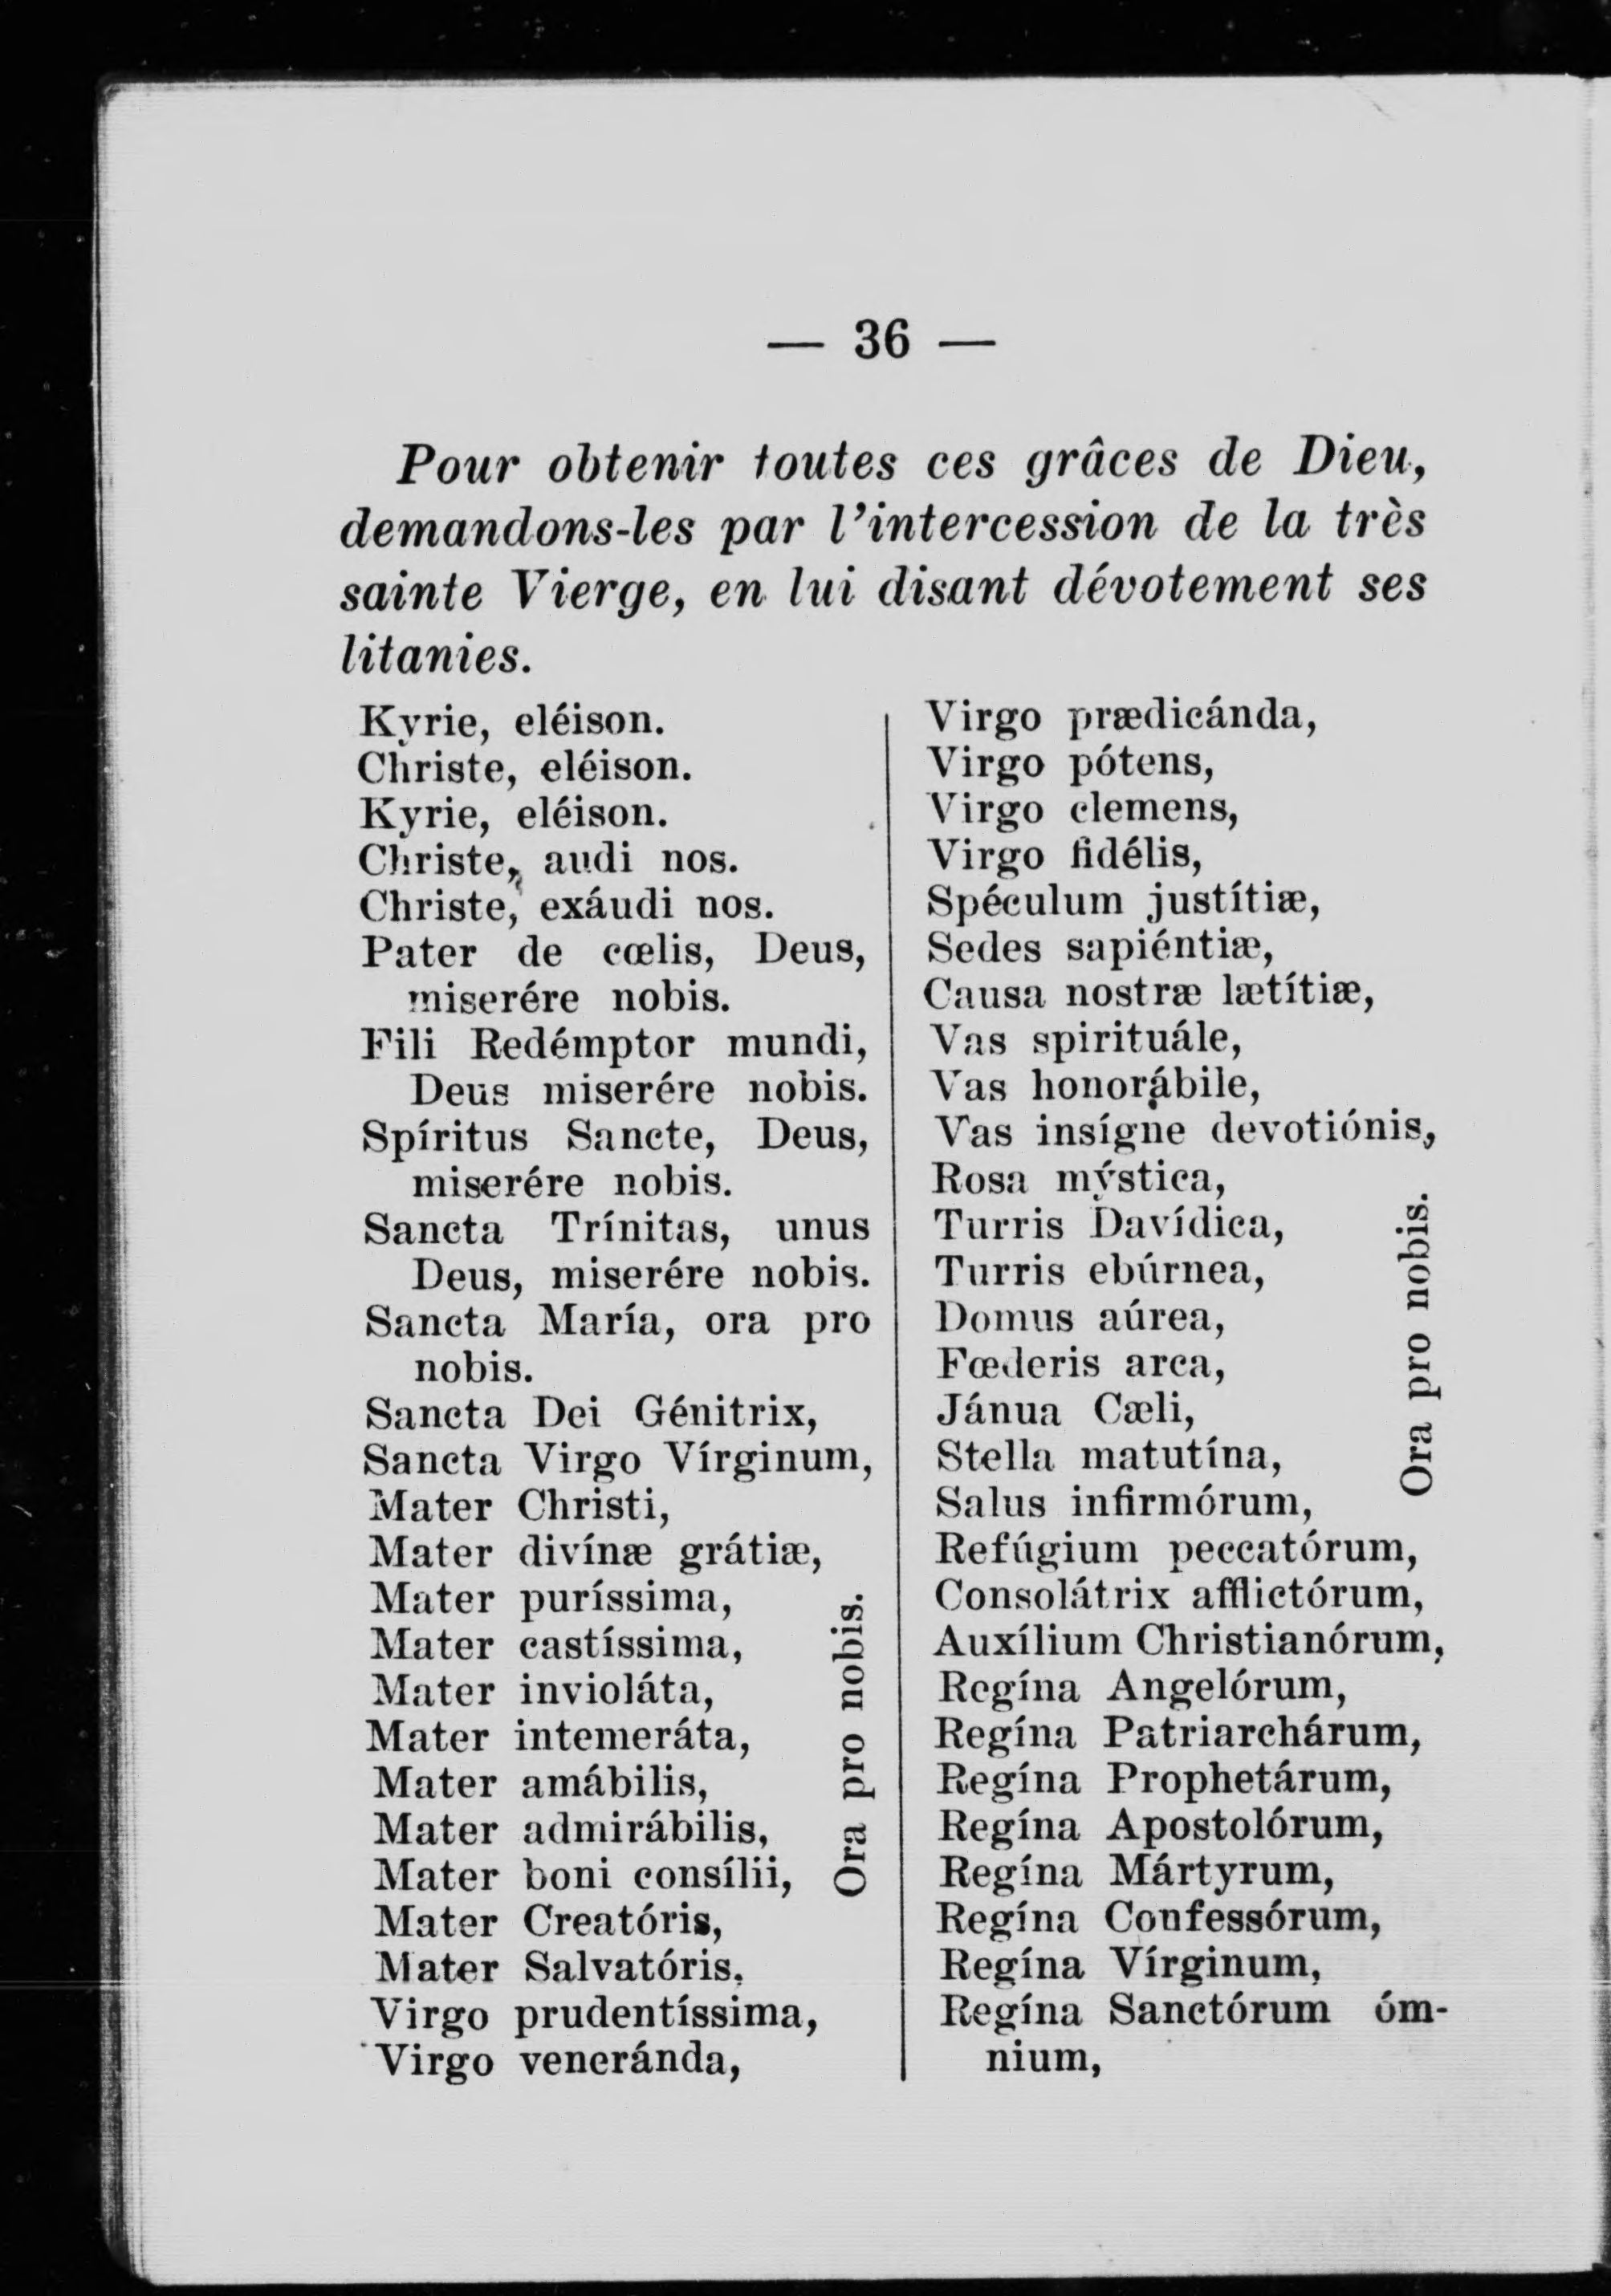 — 36 —
Pour obtenir toutes ces grâces de Dieu,
demandons-les par l'intercession de la très
sainte Vierge, en lui disant dévotement ses
litanies.
Kyrie, eléison.
Christe, eléison.
Kyrie, eléison.
Christe, audi nos.
Christe, exáudi nos.
Pater de cœlis, Deus,
miserére nobis.
Fili Redémptor mundi,
Deus miserére nobis.
Spíritus Sancte, Deus,
miserére nobis.
Sancta Trínitas, unus
Deus, miserére nobis.
Sancta María, ora pro
nobis.
Sancta Dei Génitrix,
Sancta Virgo Vírginum,
Mater Christi,
Mater divínæ grátiæ,
Mater puríssima,
Mater castíssima,
Mater invioláta,
Mater intemeráta,
Mater amábilis,
Mater admirábilis,
Mater boni consílii,
Mater Creatóris,
Mater Salvatóris,
Virgo prudentíssima,
Virgo veneránda,
Ora pro nobis.
Virgo prædicánda,
Virgo pótens,
Virgo clemens,
Virgo fidélis,
Spéculum justítiæ,
Sedes sapiéntiæ,
Causa nostræ lætítiæ,
Vas spirituále,
Vas honorábile,
Vas insígne devotiónis,
Rosa mýstica,
Turris Davídica,
Turris ebúrnea,
Domus aúrea,
Fœderis arca,
Jánua Cæli,
Stella matutína,
Salus infirmórum,
Refúgium peccatórum,
Consolátrix afflictórum,
Auxílium Christianórum,
Regína Angelórum,
Regína Patriarchárum,
Regína Prophetárum,
Regína Apostolórum,
Regína Mártyrum,
Regína Confessórum,
Regína Vírginum,
Regína Sanctórum óm-
nium,
Ora pro nobis.